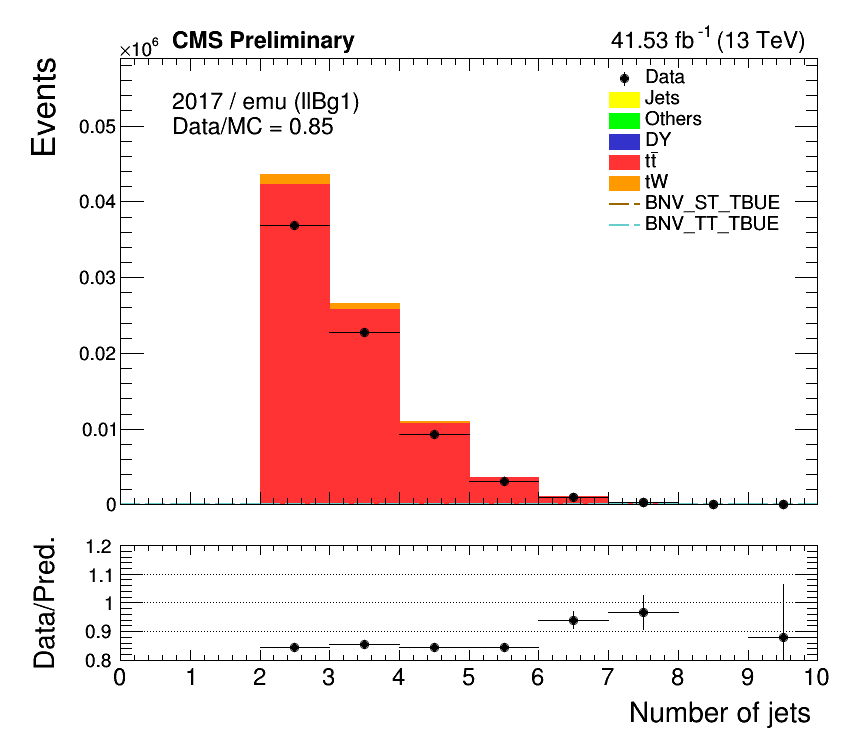 ×10⁶ CMS Preliminary 41.53 fb⁻¹ (13 TeV)
Events
2017 / emu (llBg1)
Data/MC = 0.85
Data
Jets
Others
DY
tt̄
tW
BNV_ST_TBUE
BNV_TT_TBUE
0.05
0.04
0.03
0.02
0.01
0
Data/Pred.
1.2
1.1
1
0.9
0.8
0 1 2 3 4 5 6 7 8 9 10
Number of jets